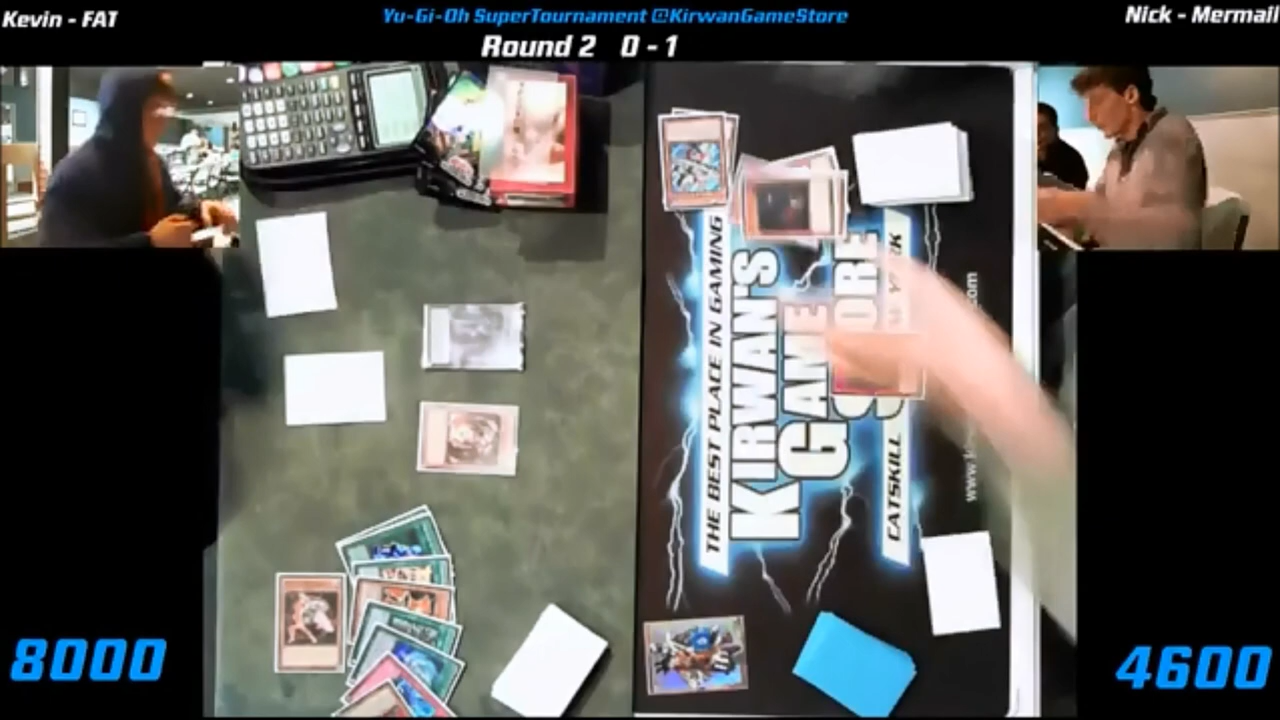 Kevin - FAT
Yu-Gi-Oh SuperTournament @KirwanGameStore
Nick - Mermail
Round 2 0 - 1
THE BEST PLACE IN GAMING
KIRWAN'S
GAME
CATSKILL
8000
4600